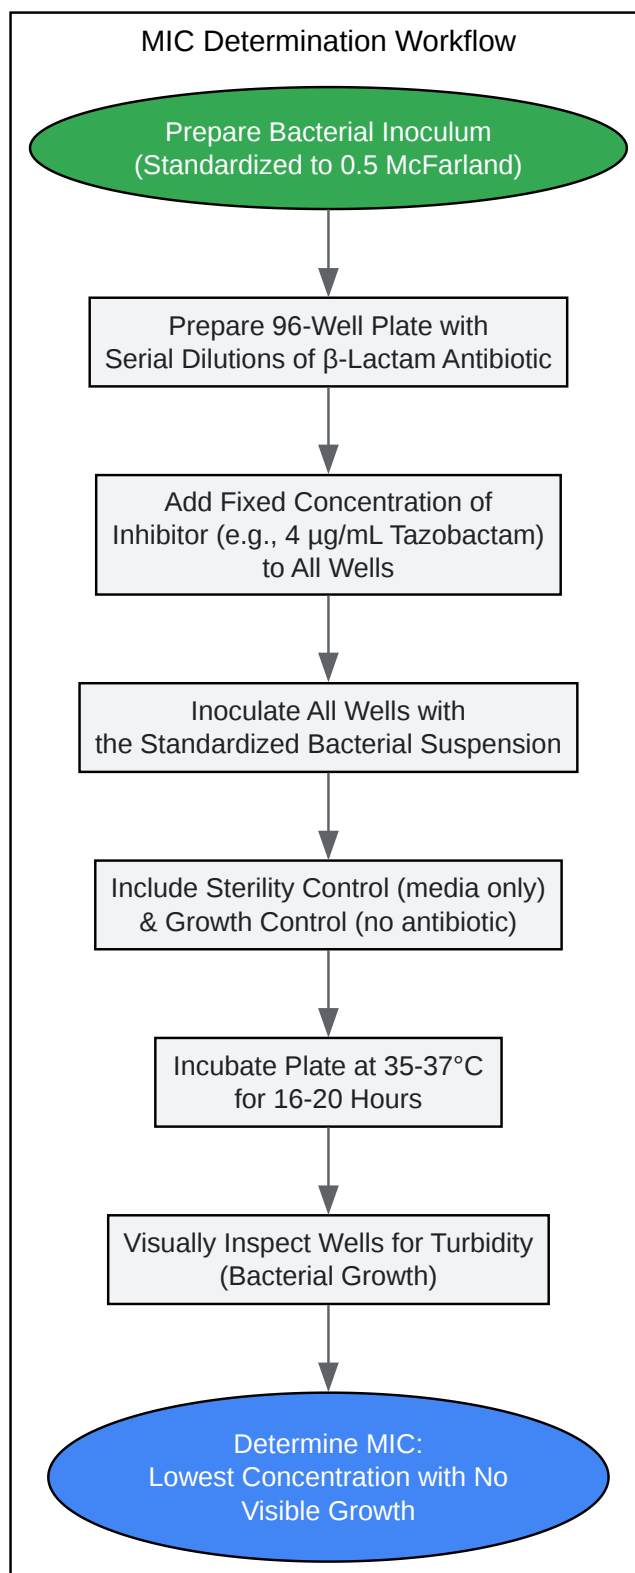 MIC Determination Workflow
Prepare Bacterial Inoculum
(Standardized to 0.5 McFarland)
Prepare 96-Well Plate with
Serial Dilutions of β-Lactam Antibiotic
Add Fixed Concentration of
Inhibitor (e.g., 4 µg/mL Tazobactam)
to All Wells
Inoculate All Wells with
the Standardized Bacterial Suspension
Include Sterility Control (media only)
& Growth Control (no antibiotic)
Incubate Plate at 35-37°C
for 16-20 Hours
Visually Inspect Wells for Turbidity
(Bacterial Growth)
Determine MIC:
Lowest Concentration with No
Visible Growth